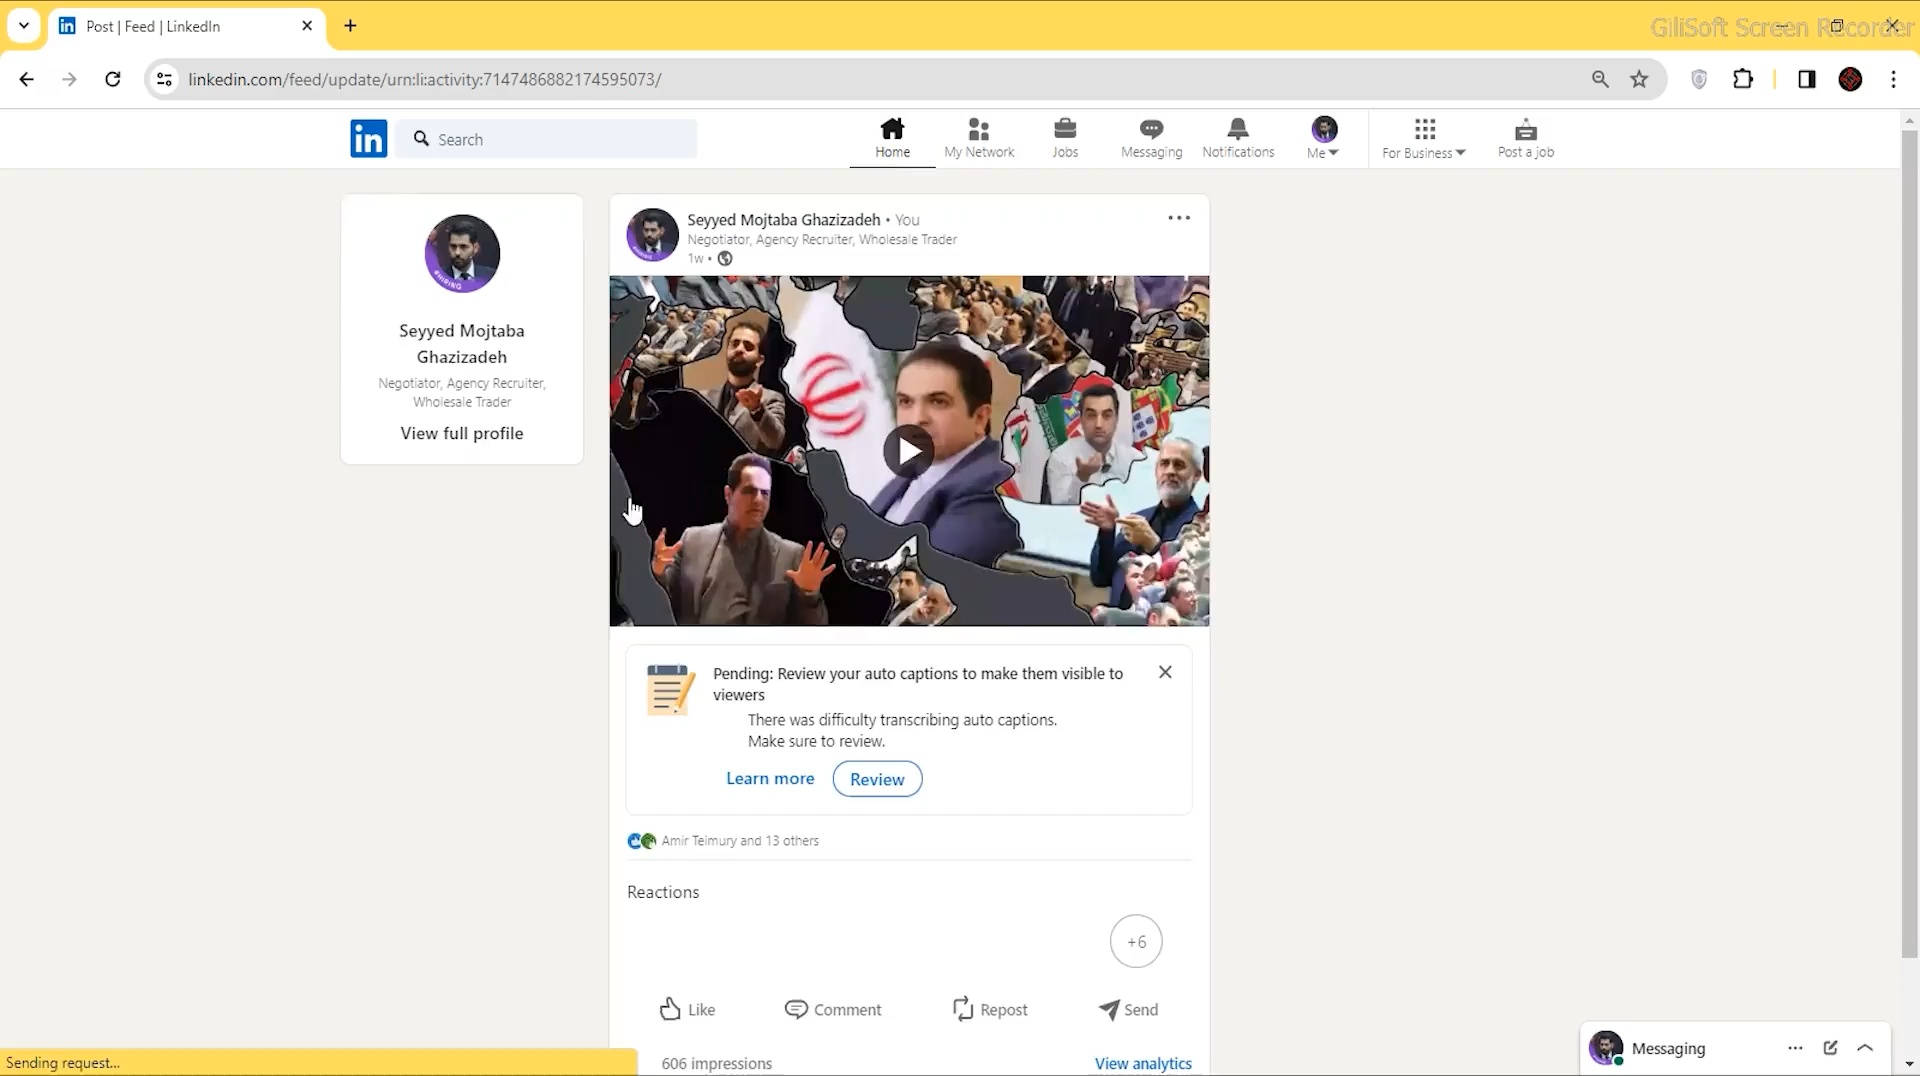 Post | Feed | LinkedIn
GiliSoft Screen Recorder
linkedin.com/feed/update/urn:li:activity:7147486882174595073/
in
Search
Home
My Network
Jobs
Messaging
Notifications
Me
For Business
Post a job
#HIRING
Seyyed Mojtaba
Ghazizadeh
Negotiator, Agency Recruiter,
Wholesale Trader
View full profile
Seyyed Mojtaba Ghazizadeh • You
Negotiator, Agency Recruiter, Wholesale Trader
1w •
Pending: Review your auto captions to make them visible to
viewers
There was difficulty transcribing auto captions.
Make sure to review.
Learn more
Review
Amir Teimury and 13 others
Reactions
+6
Like
Comment
Repost
Send
606 impressions
View analytics
Sending request...
Messaging